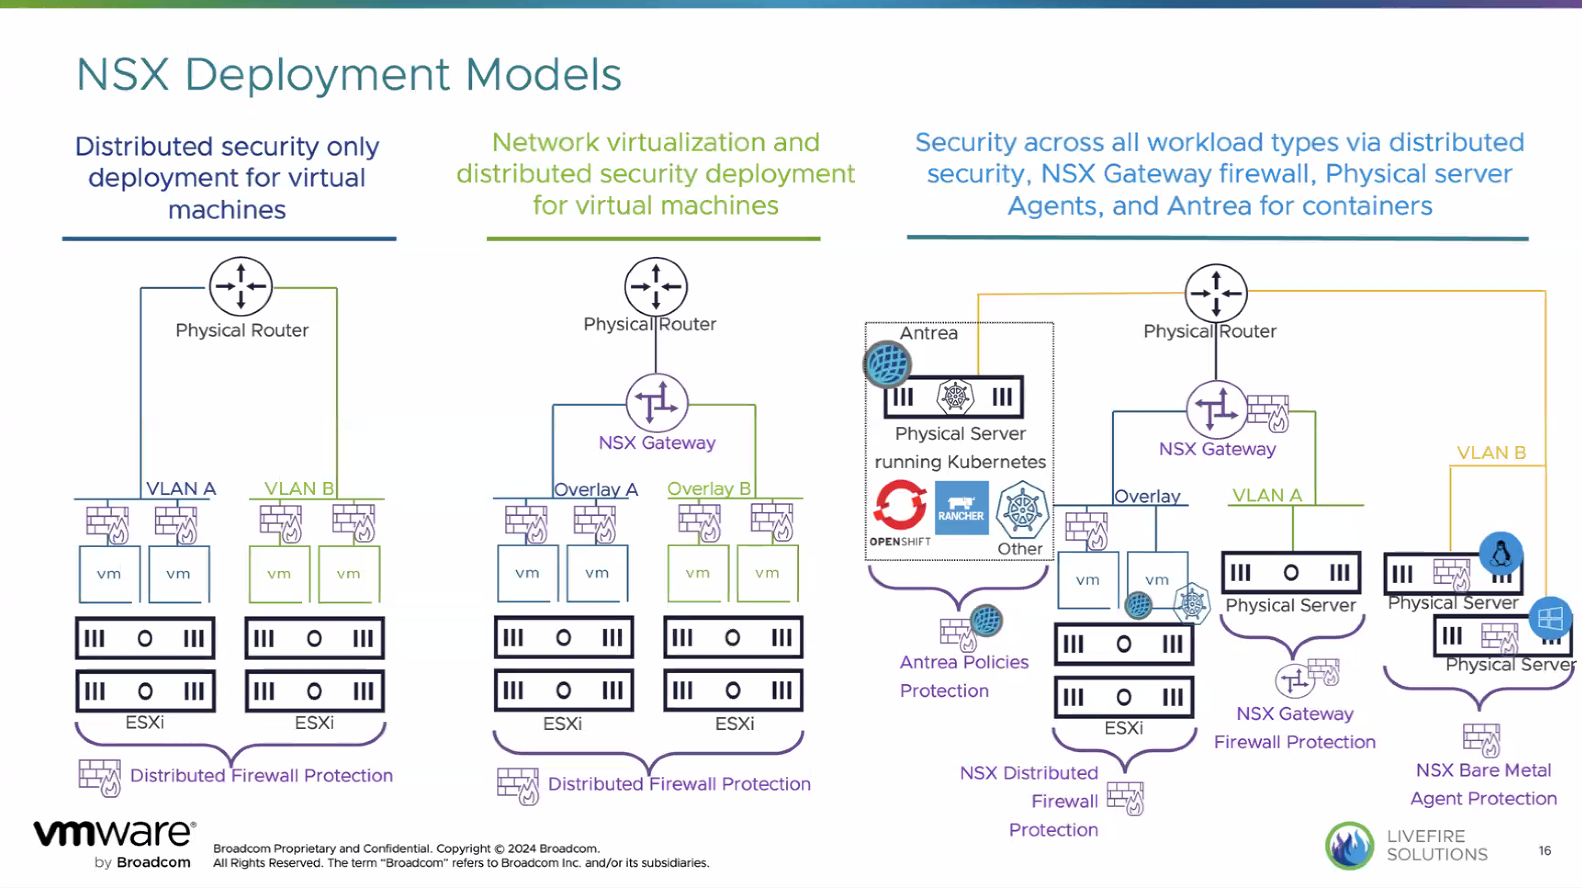 NSX Deployment Models
Distributed security only
deployment for virtual
machines
Physical Router
VLAN A
VLAN B
vm
vm
vm
vm
ESXi
ESXi
Distributed Firewall Protection
Network virtualization and
distributed security deployment
for virtual machines
Physical Router
NSX Gateway
Overlay A
Overlay B
vm
vm
vm
vm
ESXi
ESXi
Distributed Firewall Protection
Security across all workload types via distributed
security, NSX Gateway firewall, Physical server
Agents, and Antrea for containers
Physical Router
Antrea
Physical Server
running Kubernetes
OPENSHIFT
RANCHER
Other
Antrea Policies
Protection
NSX Gateway
Overlay
vm
vm
ESXi
NSX Distributed
Firewall
Protection
VLAN A
Physical Server
NSX Gateway
Firewall Protection
VLAN B
Physical Server
Physical Server
NSX Bare Metal
Agent Protection
vmware®
by Broadcom
Broadcom Proprietary and Confidential. Copyright © 2024 Broadcom.
All Rights Reserved. The term “Broadcom” refers to Broadcom Inc. and/or its subsidiaries.
LIVEFIRE
SOLUTIONS
16